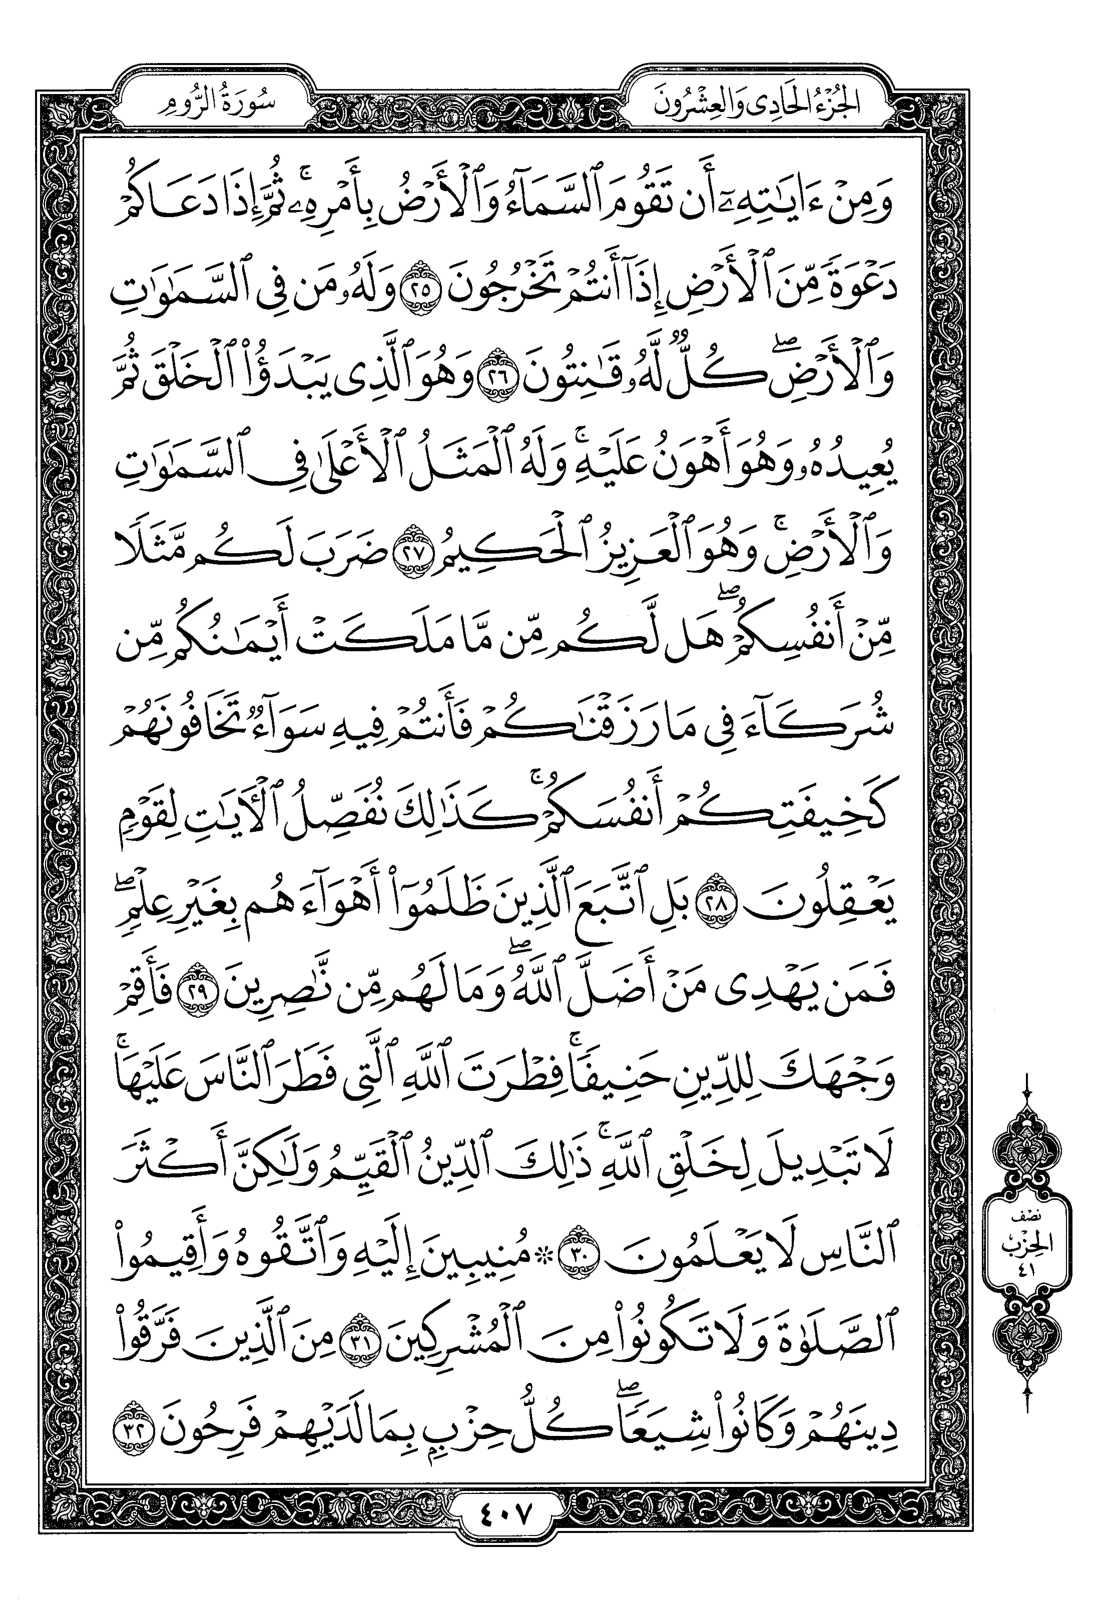 الجُزْءُ الحَادِى وَالعِشْرُونَ
سُورَةُ الرُّومِ
وَمِنْ ءَايَٰتِهِۦٓ أَن تَقُومَ ٱلسَّمَآءُ وَٱلْأَرْضُ بِأَمْرِهِۦۚ ثُمَّ إِذَا دَعَاكُمْ
دَعْوَةً مِّنَ ٱلْأَرْضِ إِذَآ أَنتُمْ تَخْرُجُونَ ٢٥ وَلَهُۥ مَن فِى ٱلسَّمَٰوَٰتِ
وَٱلْأَرْضِۖ كُلٌّ لَّهُۥ قَٰنِتُونَ ٢٦ وَهُوَ ٱلَّذِى يَبْدَؤُا۟ ٱلْخَلْقَ ثُمَّ
يُعِيدُهُۥ وَهُوَ أَهْوَنُ عَلَيْهِۚ وَلَهُ ٱلْمَثَلُ ٱلْأَعْلَىٰ فِى ٱلسَّمَٰوَٰتِ
وَٱلْأَرْضِۚ وَهُوَ ٱلْعَزِيزُ ٱلْحَكِيمُ ٢٧ ضَرَبَ لَكُم مَّثَلًا
مِّنْ أَنفُسِكُمْۖ هَل لَّكُم مِّن مَّا مَلَكَتْ أَيْمَٰنُكُم مِّن
شُرَكَآءَ فِى مَا رَزَقْنَٰكُمْ فَأَنتُمْ فِيهِ سَوَآءٌ تَخَافُونَهُمْ
كَخِيفَتِكُمْ أَنفُسَكُمْۚ كَذَٰلِكَ نُفَصِّلُ ٱلْـَٔايَٰتِ لِقَوْمٍ
يَعْقِلُونَ ٢٨ بَلِ ٱتَّبَعَ ٱلَّذِينَ ظَلَمُوٓا۟ أَهْوَآءَهُم بِغَيْرِ عِلْمٍۖ
فَمَن يَهْدِى مَنْ أَضَلَّ ٱللَّهُۖ وَمَا لَهُم مِّن نَّٰصِرِينَ ٢٩ فَأَقِمْ
وَجْهَكَ لِلدِّينِ حَنِيفًاۚ فِطْرَتَ ٱللَّهِ ٱلَّتِى فَطَرَ ٱلنَّاسَ عَلَيْهَاۚ
لَا تَبْدِيلَ لِخَلْقِ ٱللَّهِۚ ذَٰلِكَ ٱلدِّينُ ٱلْقَيِّمُ وَلَٰكِنَّ أَكْثَرَ
ٱلنَّاسِ لَا يَعْلَمُونَ ٣٠ ۞ مُنِيبِينَ إِلَيْهِ وَٱتَّقُوهُ وَأَقِيمُوا۟
ٱلصَّلَوٰةَ وَلَا تَكُونُوا۟ مِنَ ٱلْمُشْرِكِينَ ٣١ مِنَ ٱلَّذِينَ فَرَّقُوا۟
دِينَهُمْ وَكَانُوا۟ شِيَعًاۖ كُلُّ حِزْبٍۭ بِمَا لَدَيْهِمْ فَرِحُونَ ٣٢
نصف
الحِزب
٤١
٤٠٧